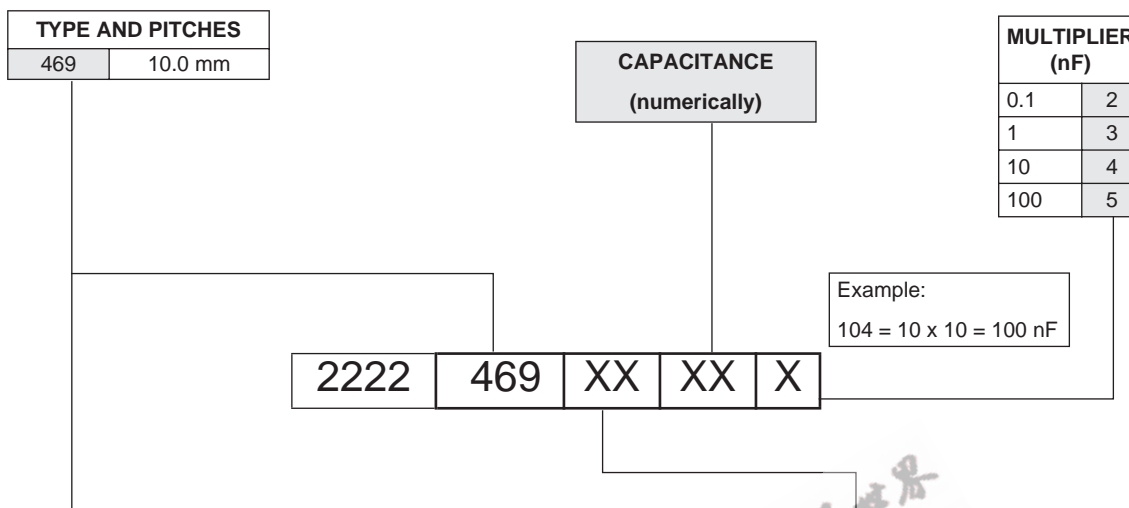 TYPE AND PITCHES
469 10.0 mm
CAPACITANCE
(numerically)
MULTIPLIER
(nF)
0.1 2
1 3
10 4
100 5
Example:
104 = 10 x 10 = 100 nF
2222 469 XX XX X